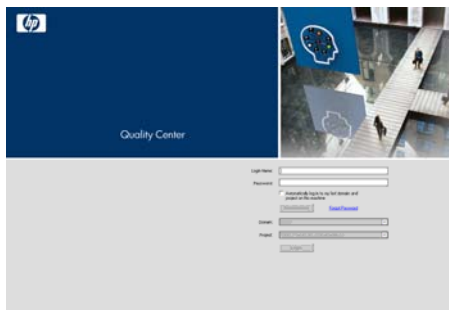 hp
Quality Center
Login Name:
Password:
Automatically log in to my last domain and
project on this machine
Forgot Password
Domain:
Project:
Login